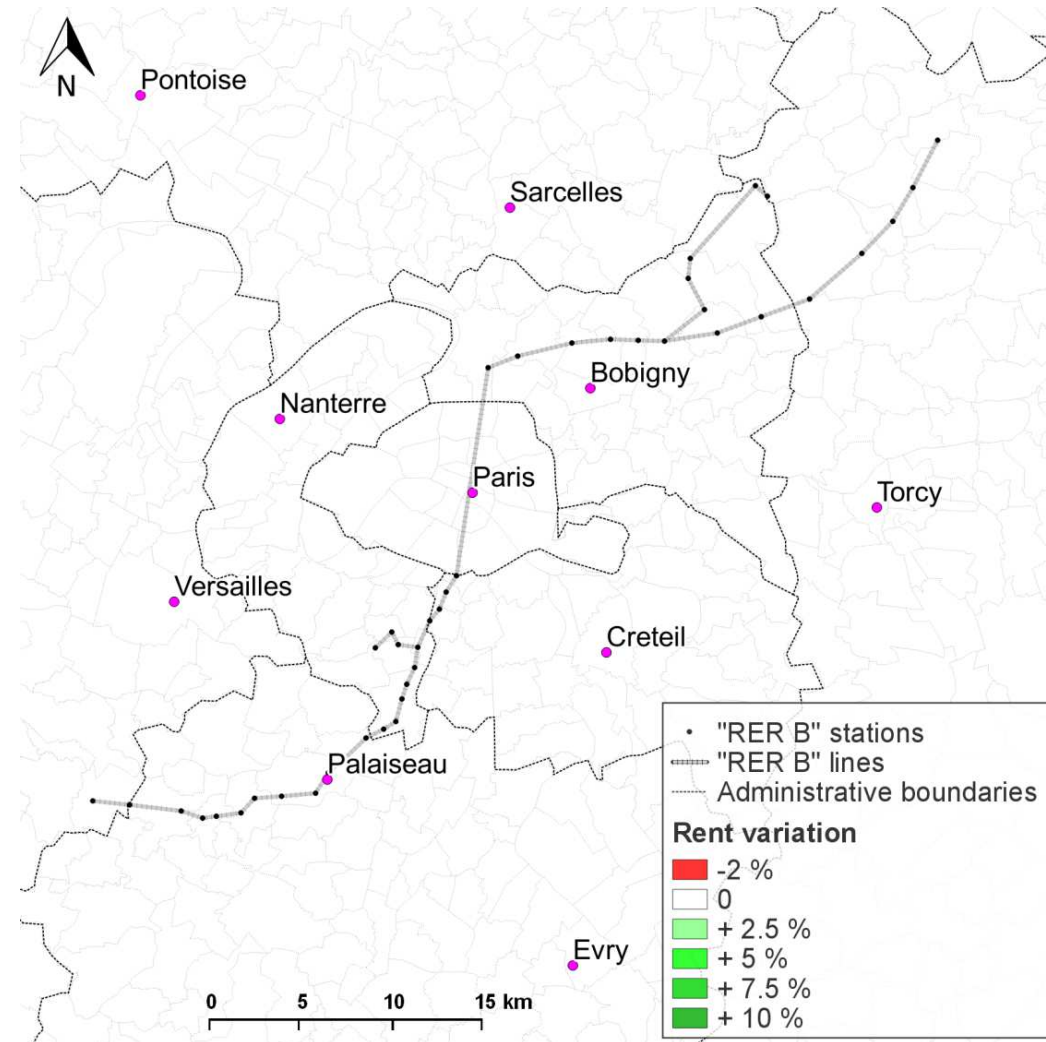 N
Pontoise
Sarcelles
Bobigny
Nanterre
Paris
Torcy
Versailles
Creteil
Palaiseau
Evry
0 5 10 15 km
"RER B" stations
"RER B" lines
Administrative boundaries
Rent variation
-2 %
0
+ 2.5 %
+ 5 %
+ 7.5 %
+ 10 %